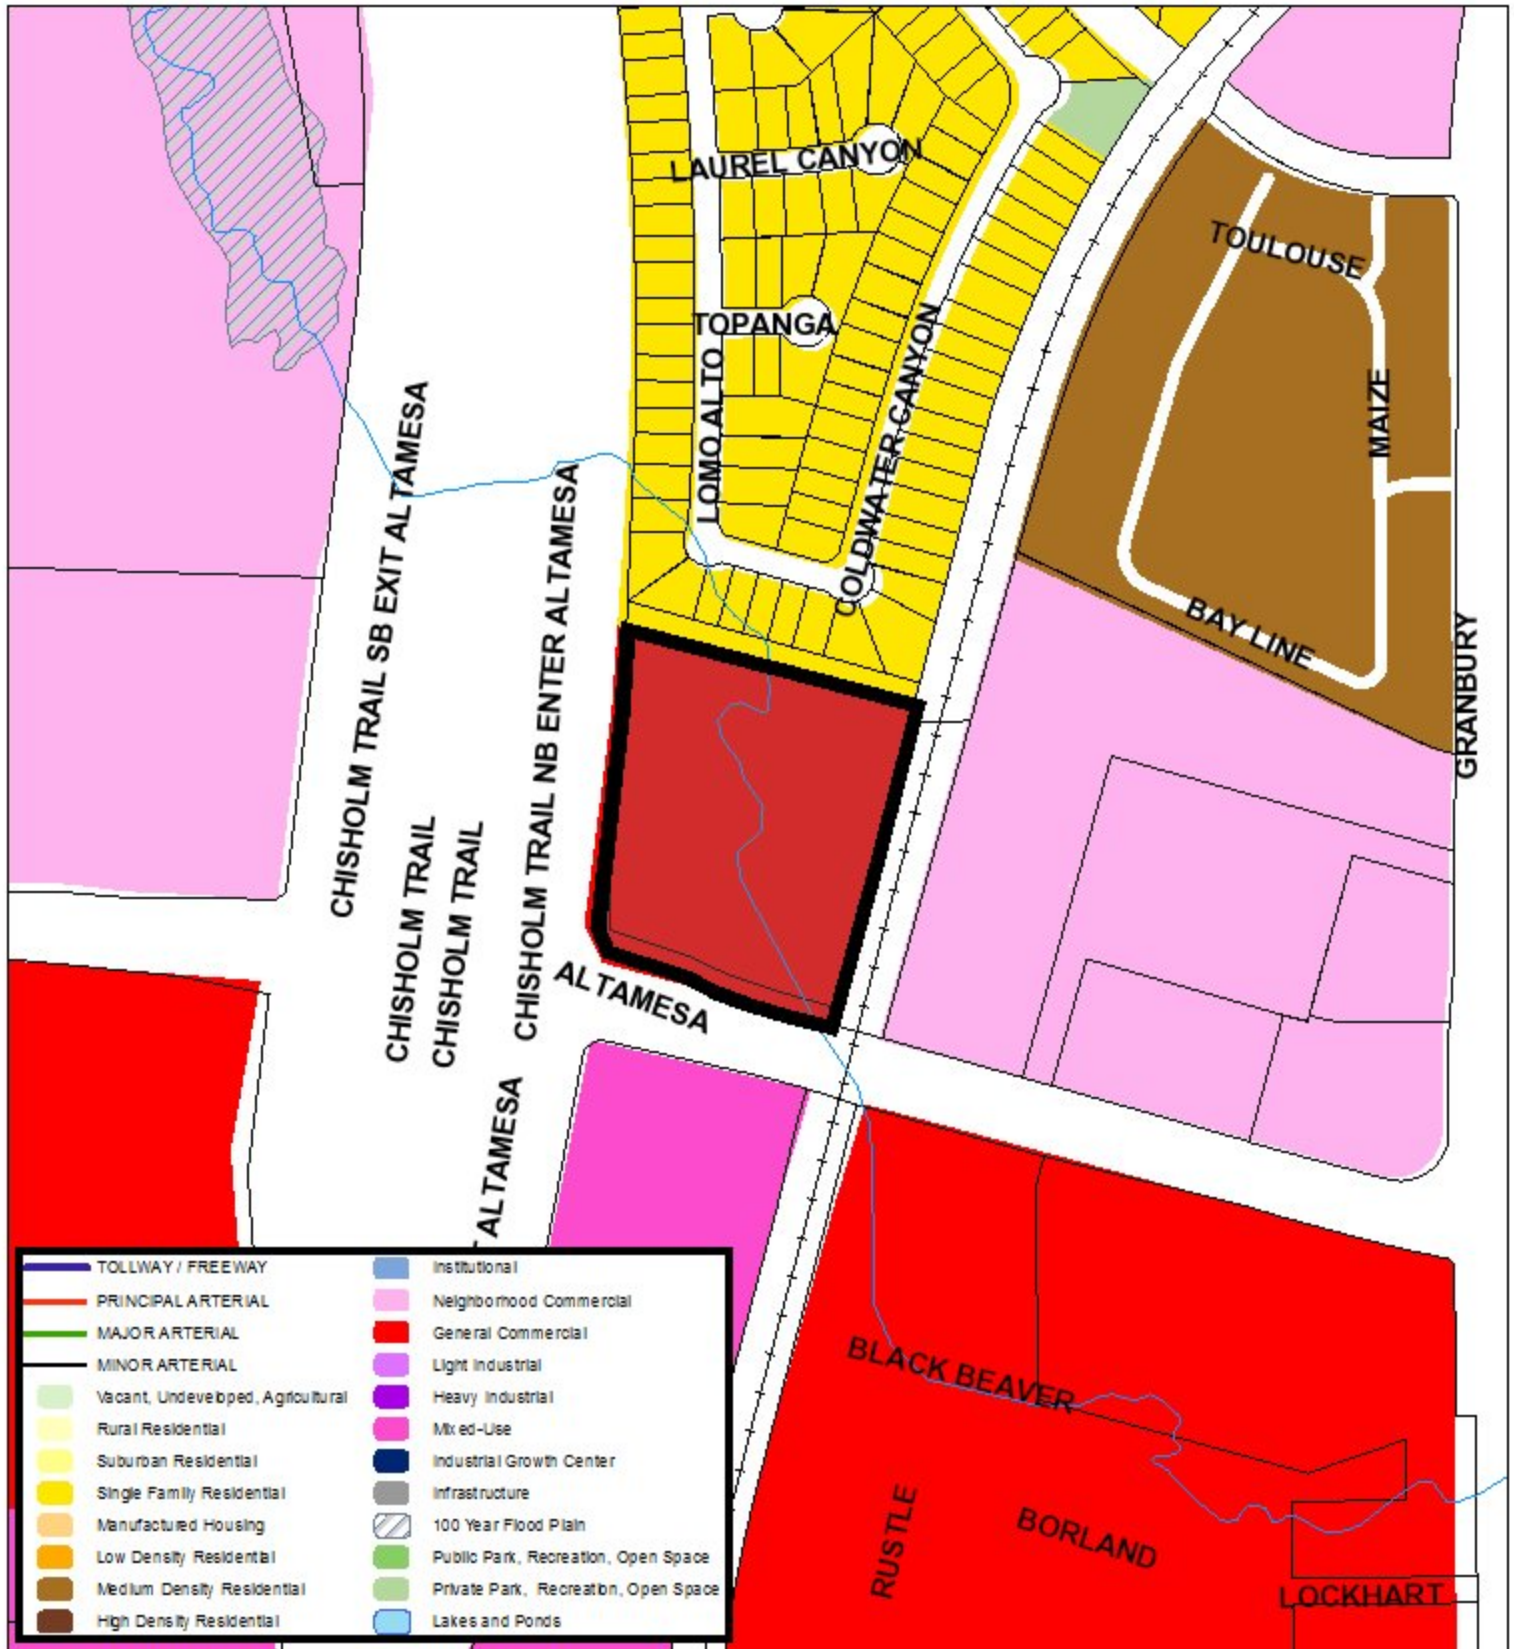 LAUREL CANYON
TOULOUSE
TOPANGA
LOMO ALTO
COLDWATER CANYON
MAIZE
CHISHOLM TRAIL SB EXIT ALTAMESA
CHISHOLM TRAIL NB ENTER ALTAMESA
BAY LINE
GRANBURY
CHISHOLM TRAIL
CHISHOLM TRAIL
ALTAMESA
ALTAMESA
BLACK BEAVER
RUSTLE
BORLAND
LOCKHART
TOLLWAY / FREEWAY
PRINCIPAL ARTERIAL
MAJOR ARTERIAL
MINOR ARTERIAL
Vacant, Undeveloped, Agricultural
Rural Residential
Suburban Residential
Single Family Residential
Manufactured Housing
Low Density Residential
Medium Density Residential
High Density Residential
Institutional
Neighborhood Commercial
General Commercial
Light Industrial
Heavy Industrial
Mixed-Use
Industrial Growth Center
Infrastructure
100 Year Flood Plain
Public Park, Recreation, Open Space
Private Park, Recreation, Open Space
Lakes and Ponds